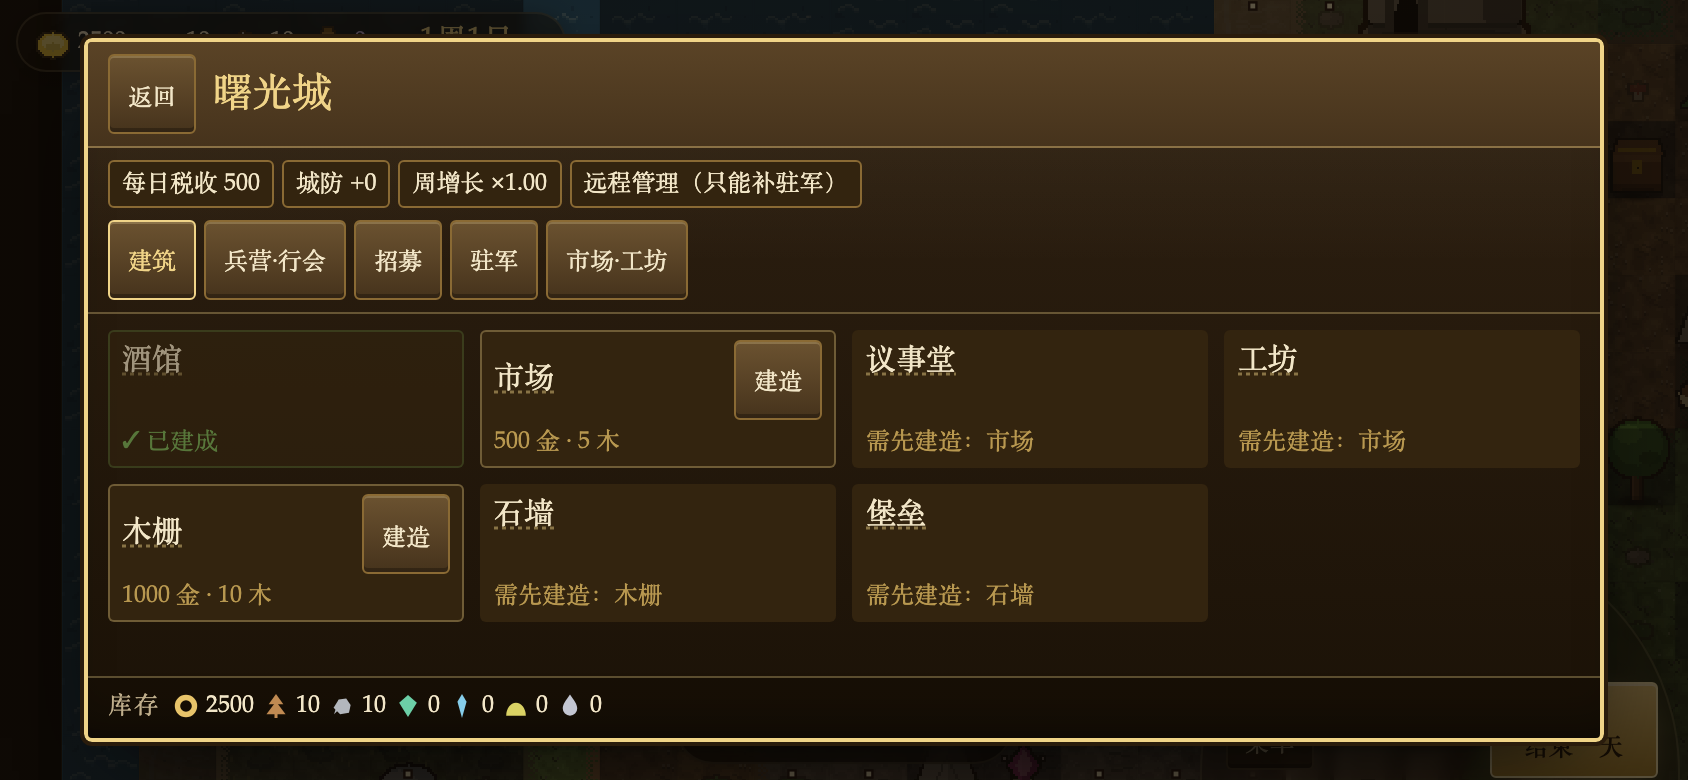 返回 曙光城
每日税收 500 城防 +0 周增长 ×1.00 远程管理（只能补驻军）
建筑 兵营·行会 招募 驻军 市场·工坊
酒馆
✓ 已建成
市场 建造
500 金 · 5 木
议事堂
需先建造：市场
工坊
需先建造：市场
木栅 建造
1000 金 · 10 木
石墙
需先建造：木栅
堡垒
需先建造：石墙
库存 2500 10 10 0 0 0 0
结束 天